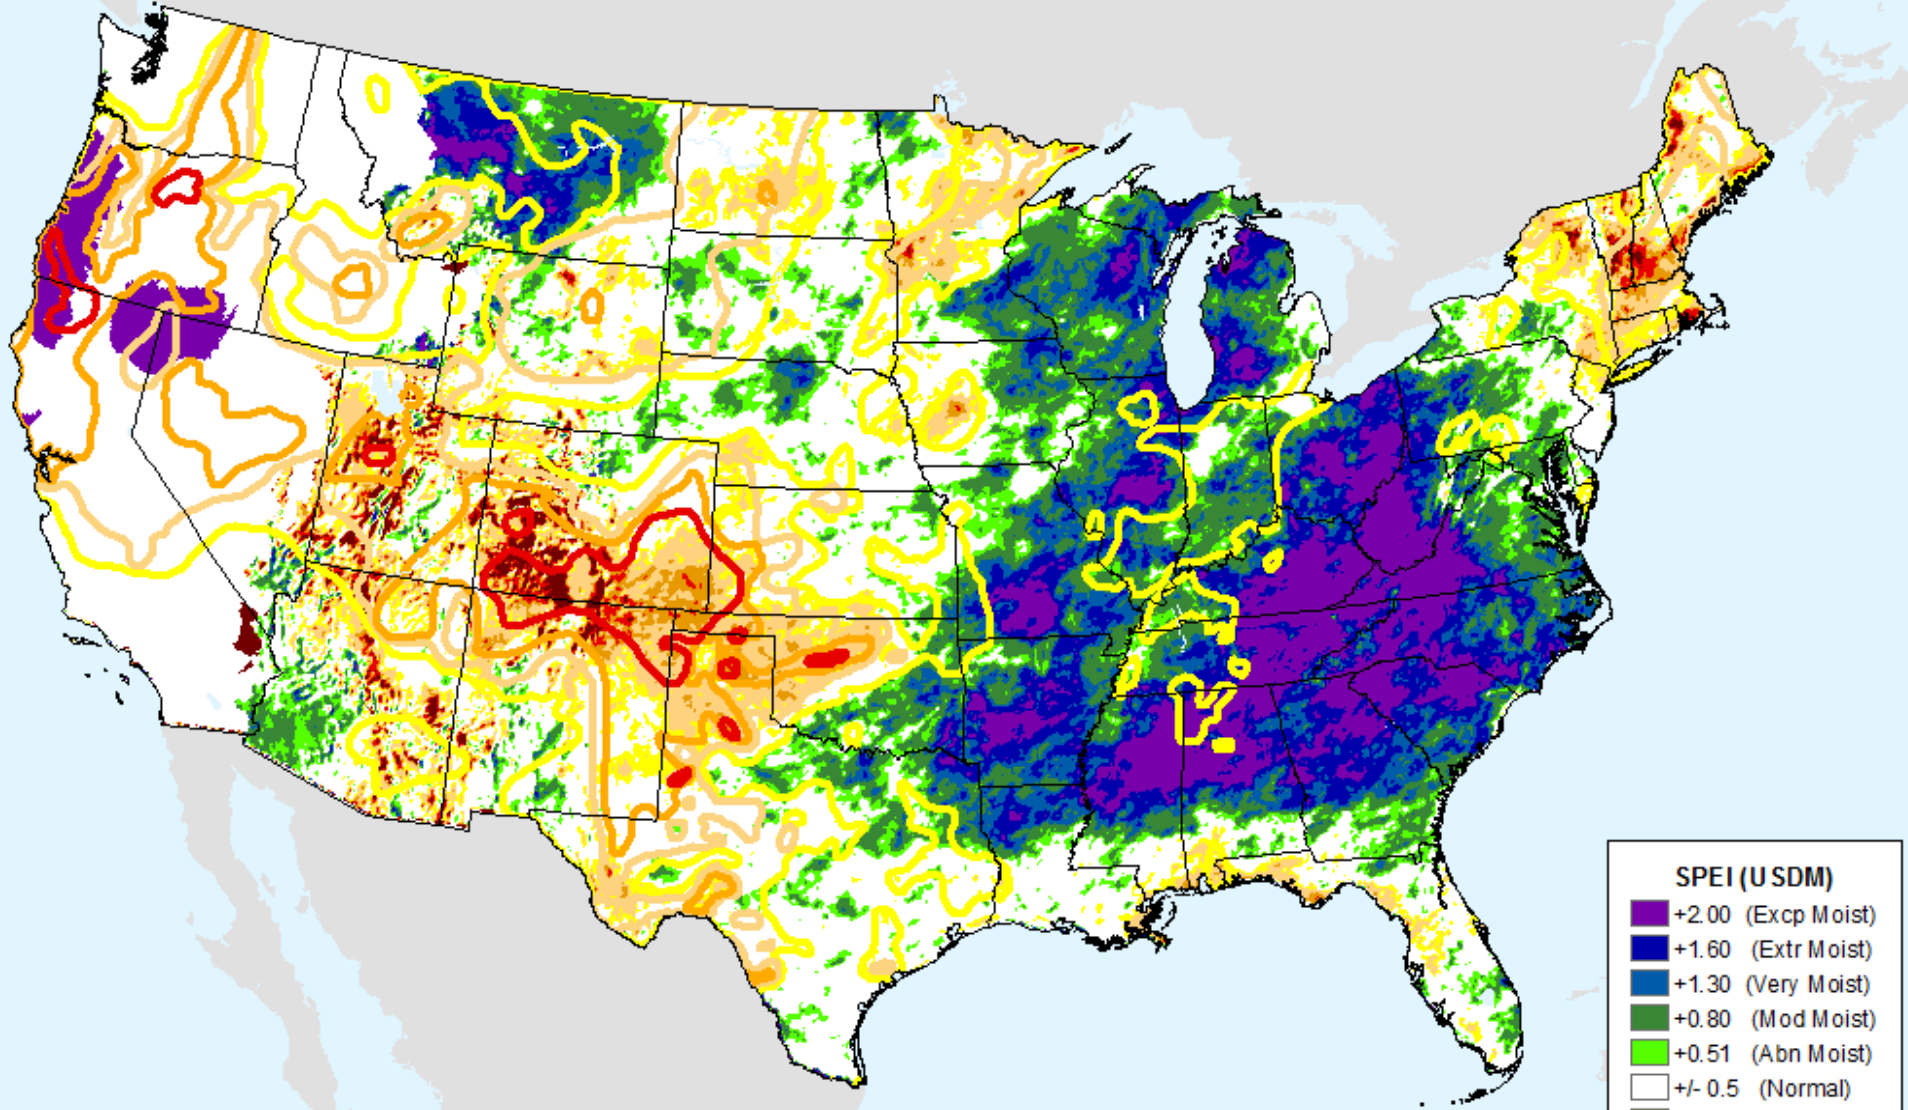 SPEI (USDM)
+2.00 (Excp Moist)
+1.60 (Extr Moist)
+1.30 (Very Moist)
+0.80 (Mod Moist)
+0.51 (Abn Moist)
+/- 0.5 (Normal)